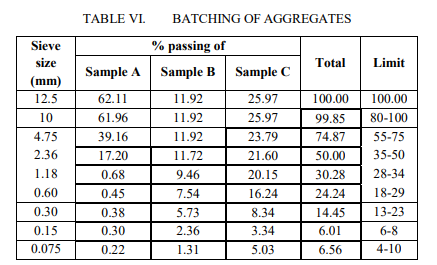 TABLE VI. BATCHING OF AGGREGATES
Sieve size (mm) % passing of Total Limit
Sample A Sample B Sample C
12.5 62.11 11.92 25.97 100.00 100.00
10 61.96 11.92 25.97 99.85 80-100
4.75 39.16 11.92 23.79 74.87 55-75
2.36 17.20 11.72 21.60 50.00 35-50
1.18 0.68 9.46 20.15 30.28 28-34
0.60 0.45 7.54 16.24 24.24 18-29
0.30 0.38 5.73 8.34 14.45 13-23
0.15 0.30 2.36 3.34 6.01 6-8
0.075 0.22 1.31 5.03 6.56 4-10